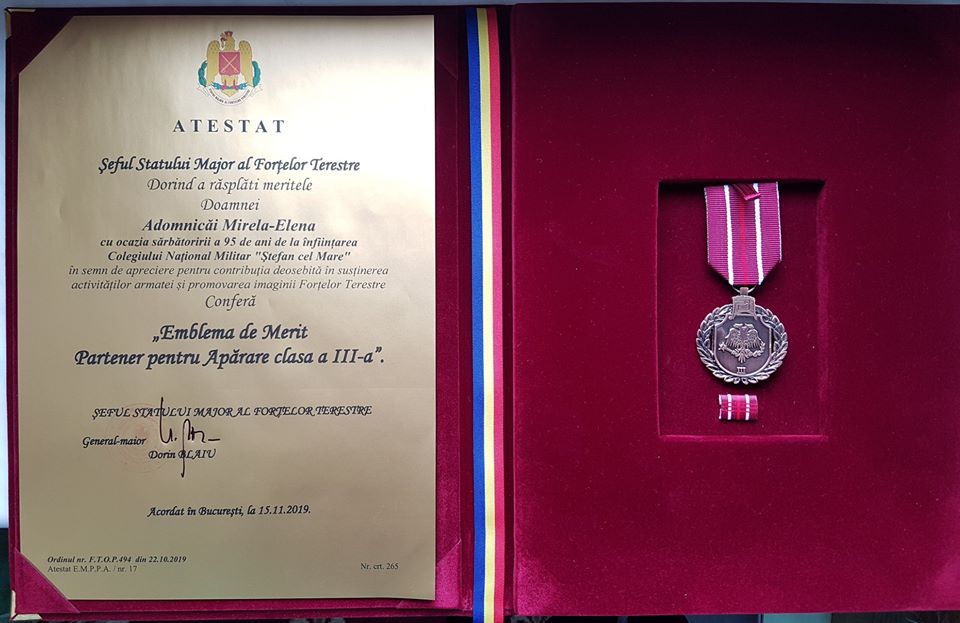 ATESTAT
Şeful Statului Major al Forţelor Terestre
Dorind a răsplăti meritele
Doamnei
Adomnicăi Mirela-Elena
cu ocazia sărbătoririi a 95 de ani de la înfiinţarea
Colegiului Naţional Militar "Ştefan cel Mare"
în semn de apreciere pentru contribuţia deosebită în susţinerea
activităţilor armatei şi promovarea imaginii Forţelor Terestre
Conferă
„Emblema de Merit
Partener pentru Apărare clasa a III-a”.
ŞEFUL STATULUI MAJOR AL FORŢELOR TERESTRE
General-maior
Dorin BLAIU
Acordat în Bucureşti, la 15.11.2019.
Ordinul nr. F.T.O.P.494 din 22.10.2019
Atestat E.M.P.P.A. / nr. 17
Nr. crt. 265
III